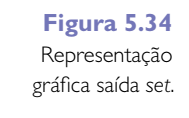 Figura 5.34
Representação
gráfica saída set.